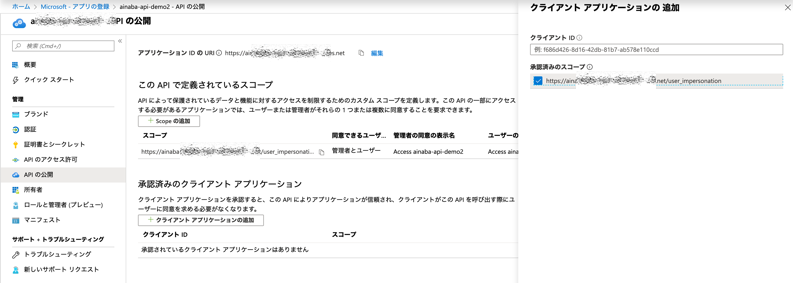 ホーム > Microsoft - アプリの登録 > ainaba-api-demo2 - API の公開
API の公開
検索 (Cmd+/)
«
概要
クイック スタート
管理
ブランド
認証
証明書とシークレット
API のアクセス許可
API の公開
所有者
ロールと管理者 (プレビュー)
マニフェスト
サポート + トラブルシューティング
トラブルシューティング
新しいサポート リクエスト
アプリケーション ID の URI https://ainaba .net 編集
この API で定義されているスコープ
API によって保護されているデータと機能に対するアクセスを制限するためのカスタム スコープを定義します。この API の一部にアクセス
する必要があるアプリケーションでは、ユーザーまたは管理者がそれらの 1 つまたは複数に同意することを要求できます。
+ Scope の追加
スコープ 同意できるユーザ... 管理者の同意の表示名 ユーザーの
https://ainaba .net/user_impersonati... 管理者とユーザー Access ainaba-api-demo2 Access ainab
承認済みのクライアント アプリケーション
クライアント アプリケーションを承認すると、この API によりアプリケーションが信頼され、クライアントがこの API を呼び出す際にユ
ーザーに同意を求める必要がなくなります。
+ クライアント アプリケーションの追加
クライアント ID スコープ
承認されているクライアント アプリケーションはありません
クライアント アプリケーションの 追加
クライアント ID
例: f686d426-8d16-42db-81b7-ab578e110ccd
承認済みのスコープ
https://ain .net/user_impersonation